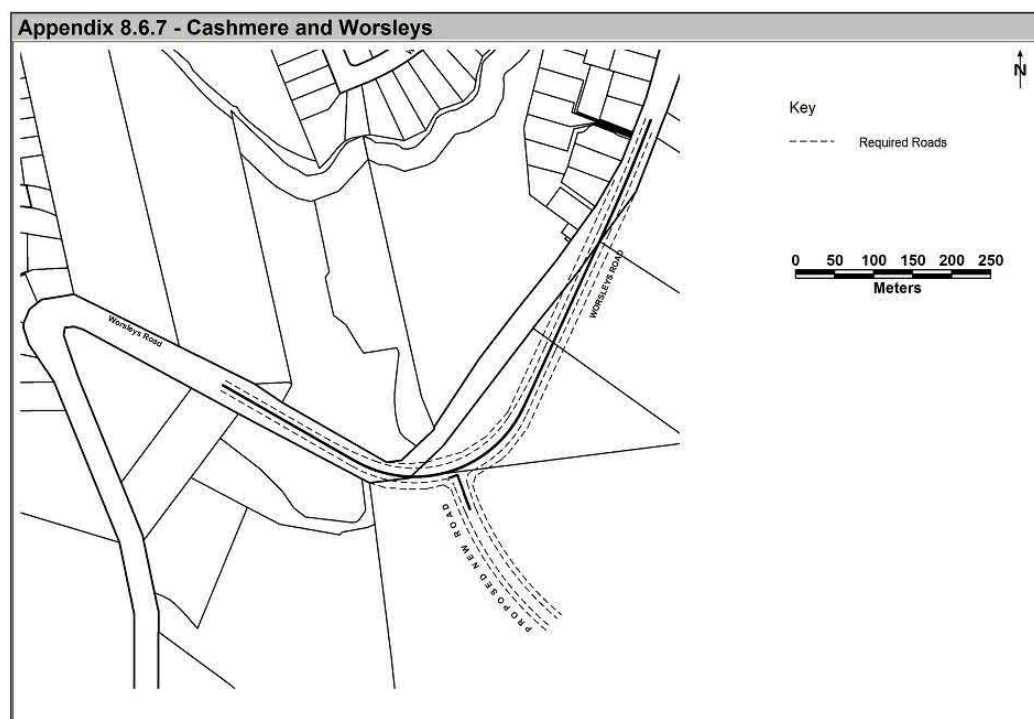 Appendix 8.6.7 - Cashmere and Worsleys
N
Key
Required Roads
0 50 100 150 200 250
Meters
WORSLEYS ROAD
Worsleys Road
PROPOSED NEW ROAD